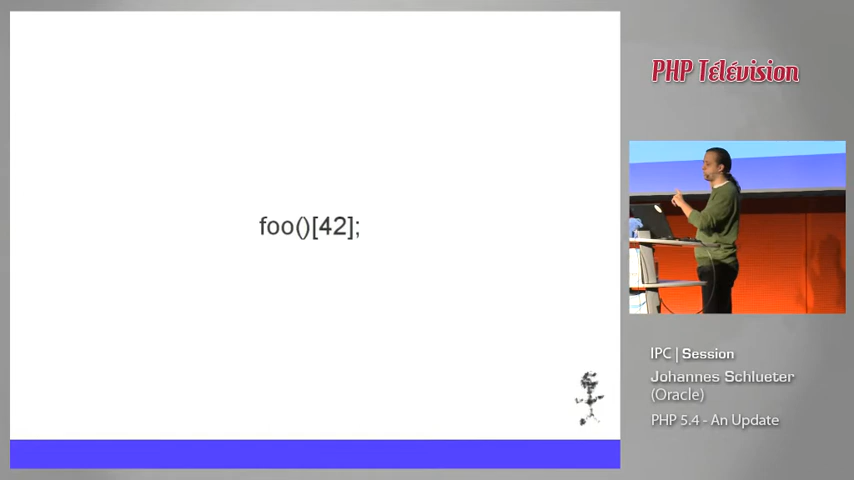 foo()[42];
PHP Télévision
IPC | Session
Johannes Schlueter
(Oracle)
PHP 5.4 - An Update